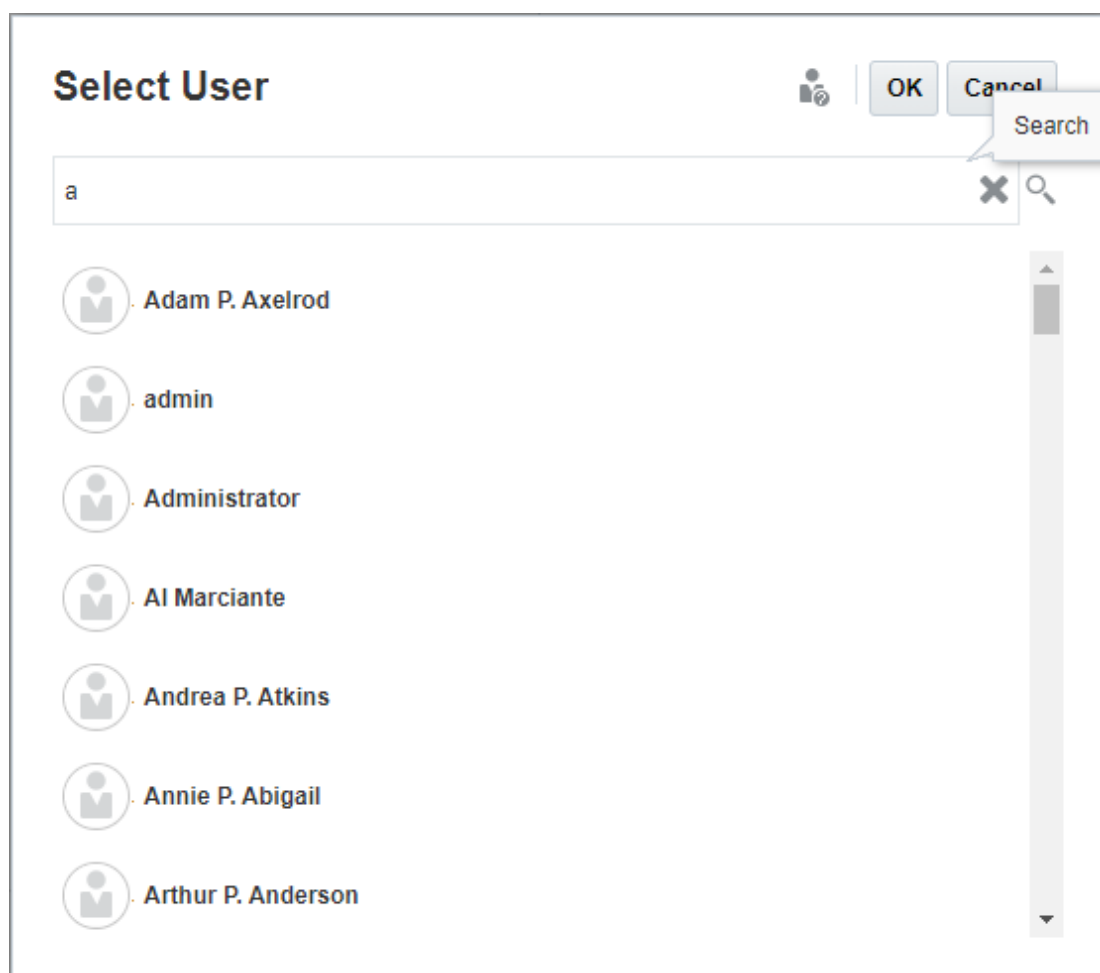 Select User
OK
Cancel
Search
a
Adam P. Axelrod
admin
Administrator
Al Marciante
Andrea P. Atkins
Annie P. Abigail
Arthur P. Anderson